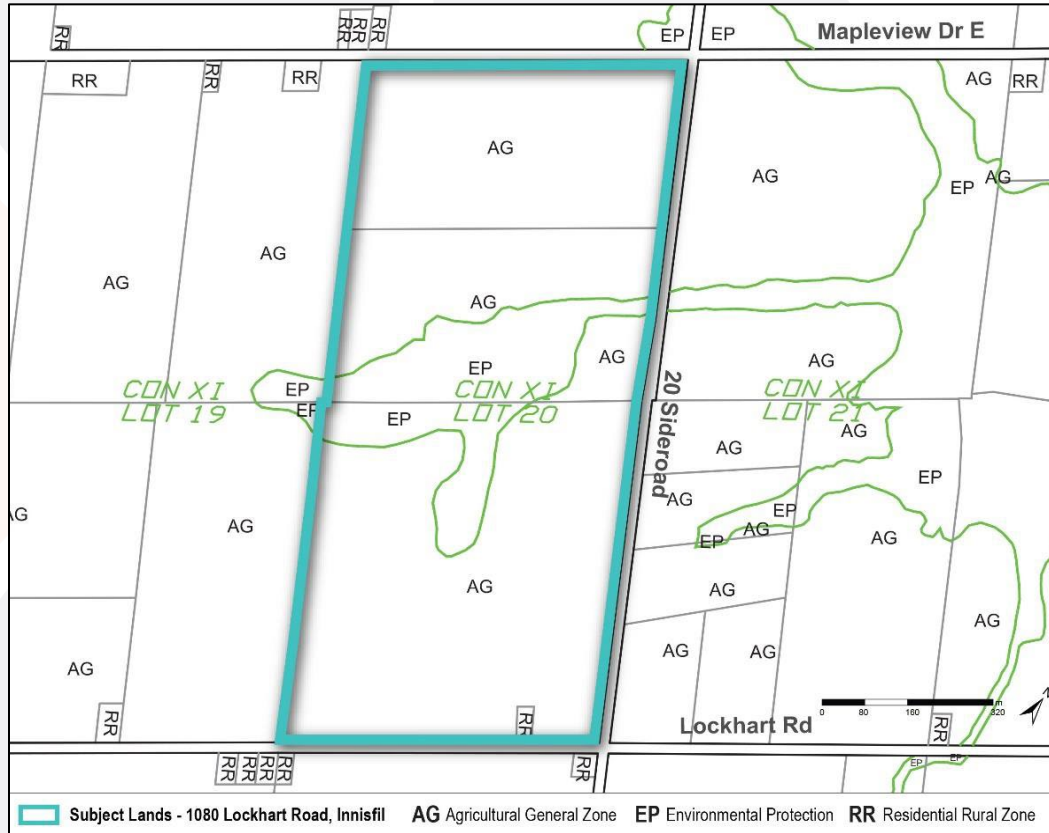 RR
RR
RR
RR
EP
EP
Mapleview Dr E
RR
RR
RR
AG
RR
AG
AG
EP
AG
AG
AG
AG
AG
EP
AG
AG
EP
CON XI
LOT 19
EP
EP
CON XI
LOT 20
20 Sideroad
CON XI
LOT 21
AG
AG
EP
AG
AG
EP
AG
EP
AG
AG
AG
AG
AG
AG
AG
AG
AG
RR
RR
Lockhart Rd
0 80 160 320
m
N
RR
RR
RR
RR
RR
RR
EP
EP
Subject Lands - 1080 Lockhart Road, Innisfil
AG Agricultural General Zone
EP Environmental Protection
RR Residential Rural Zone